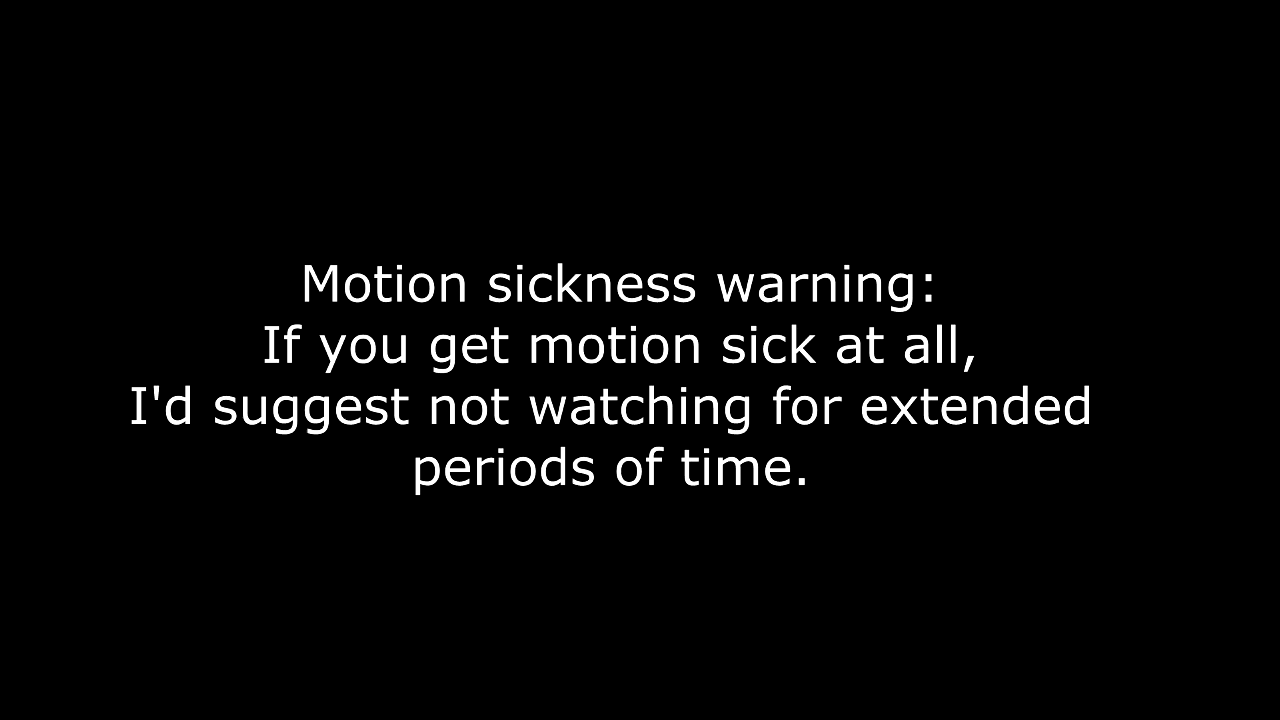 Motion sickness warning:
If you get motion sick at all,
I'd suggest not watching for extended
periods of time.